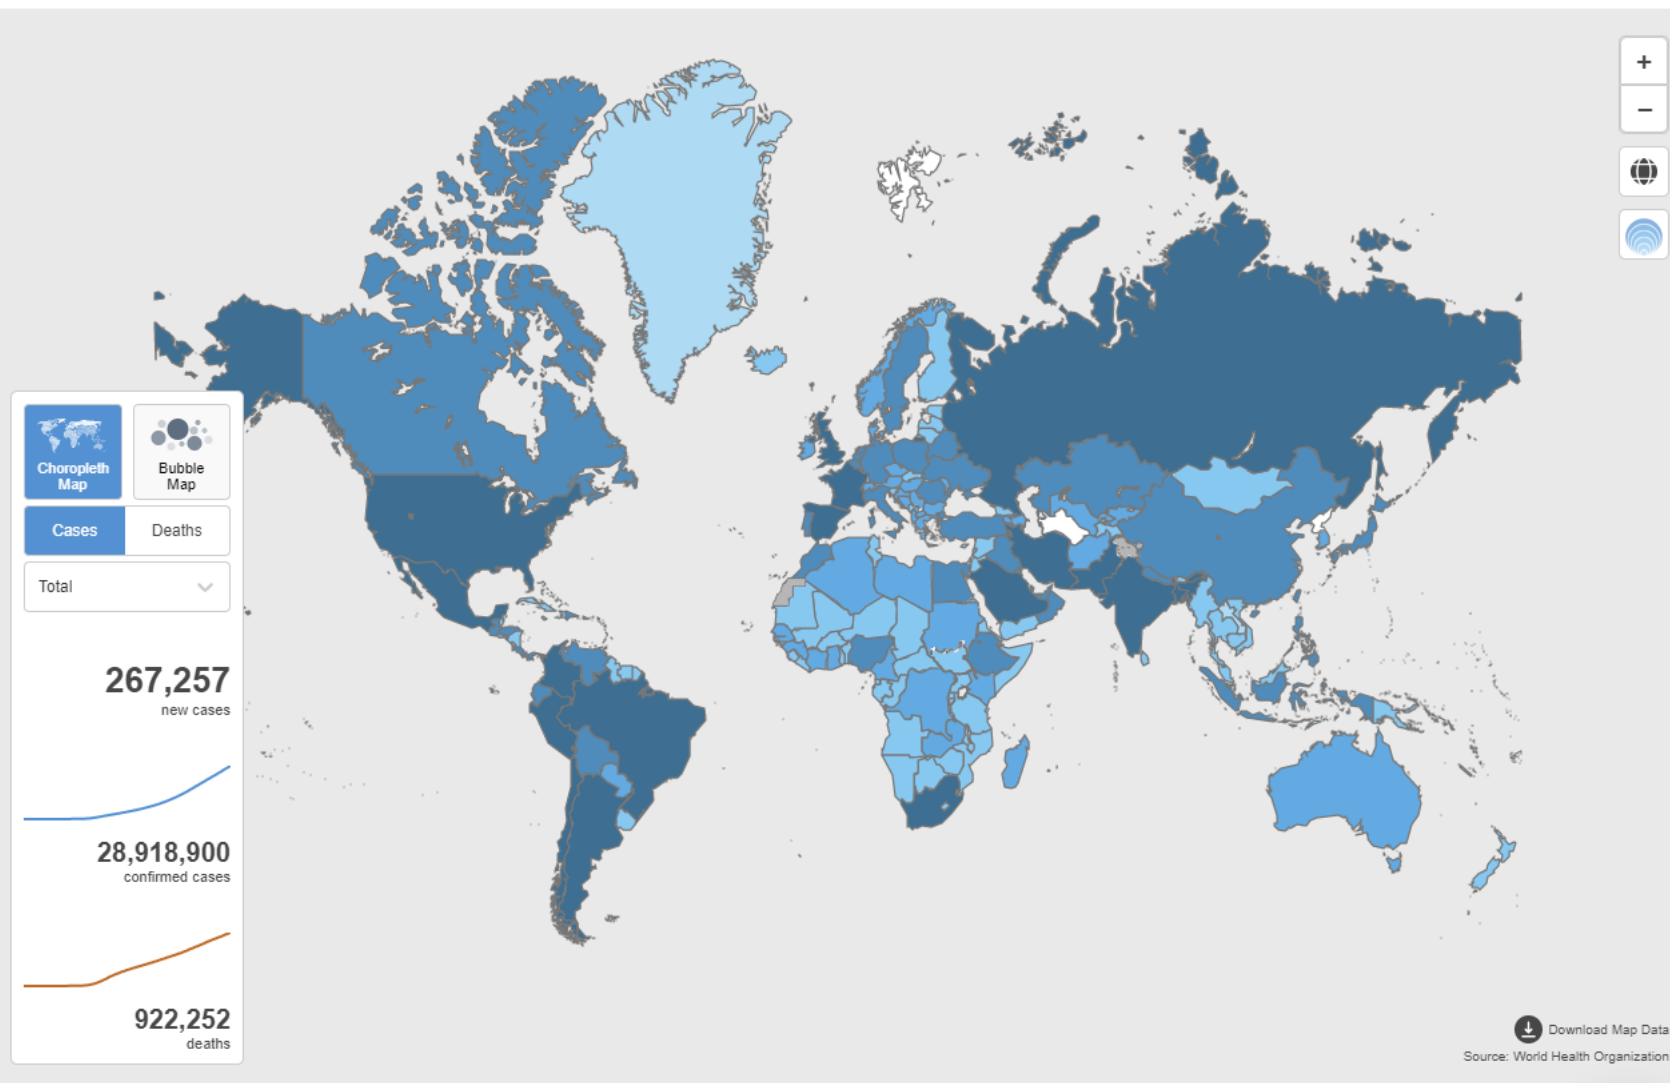 +
−
Choropleth
Map
Bubble
Map
Cases
Deaths
Total
267,257
new cases
28,918,900
confirmed cases
922,252
deaths
Download Map Data
Source: World Health Organization